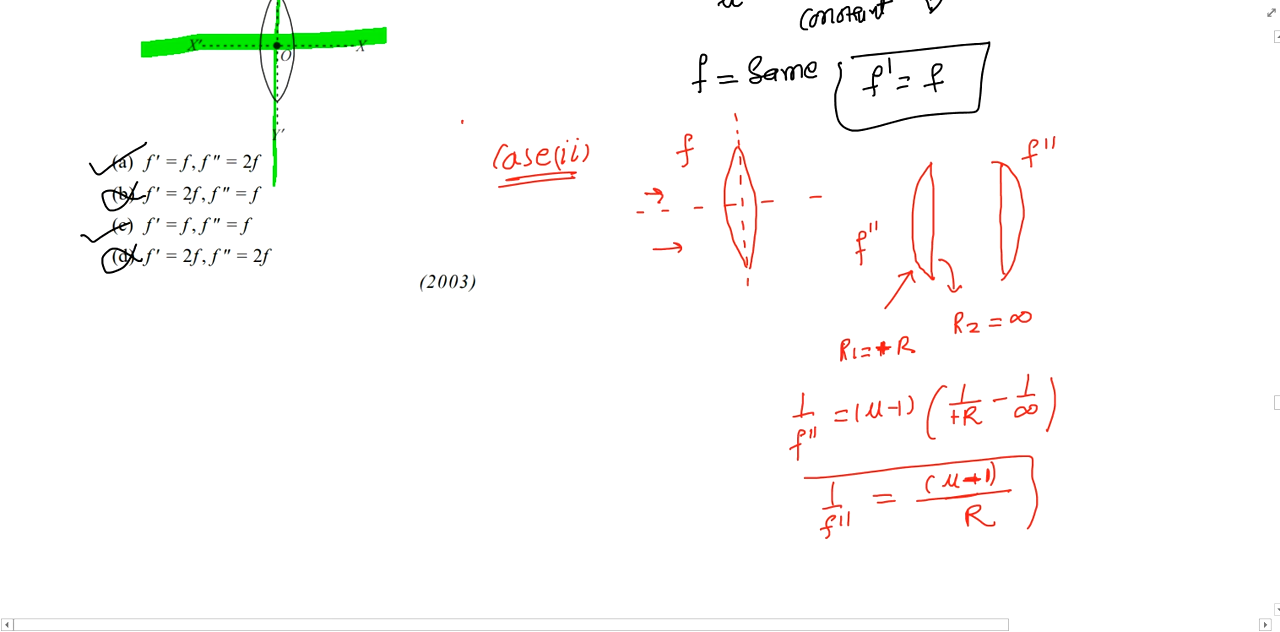 constant
X'
X
O
f = Same
f' = f
Y'
Case(ii)
f
f"
(a) f' = f, f" = 2f
(b) f' = 2f, f" = f
(c) f' = f, f" = f
(d) f' = 2f, f" = 2f
f"
(2003)
R2 = ∞
R1 = +R
1/f" = (μ-1) (1/+R - 1/∞)
1/f" = (μ-1)/R